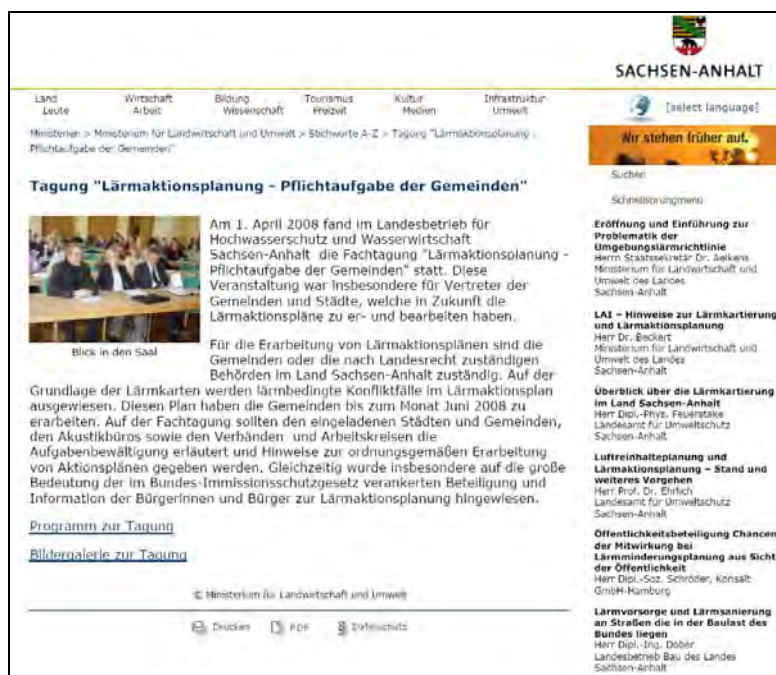 SACHSEN-ANHALT
Land
Leute
Wirtschaft
Arbeit
Bildung
Wissenschaft
Tourismus
Freizeit
Kultur
Medien
Infrastruktur
Umwelt
[select language]
Ministerien > Ministerium für Landwirtschaft und Umwelt > Stichworte A-Z > Tagung "Lärmaktionsplanung -
Pflichtaufgabe der Gemeinden"
Tagung "Lärmaktionsplanung - Pflichtaufgabe der Gemeinden"
Am 1. April 2008 fand im Landesbetrieb für
Hochwasserschutz und Wasserwirtschaft
Sachsen-Anhalt die Fachtagung "Lärmaktionsplanung -
Pflichtaufgabe der Gemeinden" statt. Diese
Veranstaltung war insbesondere für Vertreter der
Gemeinden und Städte, welche in Zukunft die
Lärmaktionspläne zu er- und bearbeiten haben.
Blick in den Saal
Für die Erarbeitung von Lärmaktionsplänen sind die
Gemeinden oder die nach Landesrecht zuständigen
Behörden im Land Sachsen-Anhalt zuständig. Auf der
Grundlage der Lärmkarten werden lärmbedingte Konfliktfälle im Lärmaktionsplan
ausgewiesen. Diesen Plan haben die Gemeinden bis zum Monat Juni 2008 zu
erarbeiten. Auf der Fachtagung sollten den eingeladenen Städten und Gemeinden,
den Akustikbüros sowie den Verbänden und Arbeitskreisen die
Aufgabenbewältigung erläutert und Hinweise zur ordnungsgemäßen Erarbeitung
von Aktionsplänen gegeben werden. Gleichzeitig wurde insbesondere auf die große
Bedeutung der im Bundes-Immissionsschutzgesetz verankerten Beteiligung und
Information der Bürgerinnen und Bürger zur Lärmaktionsplanung hingewiesen.
Programm zur Tagung
Bildergalerie zur Tagung
© Ministerium für Landwirtschaft und Umwelt
Drucken
PDF
Datenschutz
Wir stehen früher auf.
Suchen
Schnellsprungmenü
Eröffnung und Einführung zur
Problematik der
Umgebungslärmrichtlinie
Herrn Staatssekretär Dr. Aeikens
Ministerium für Landwirtschaft und
Umwelt des Landes
Sachsen-Anhalt
LAI – Hinweise zur Lärmkartierung
und Lärmaktionsplanung
Herr Dr. Beckert
Ministerium für Landwirtschaft und
Umwelt des Landes
Sachsen-Anhalt
Überblick über die Lärmkartierung
im Land Sachsen-Anhalt
Herr Dipl.-Phys. Feuerstake
Landesamt für Umweltschutz
Sachsen-Anhalt
Luftreinhalteplanung und
Lärmaktionsplanung – Stand und
weiteres Vorgehen
Herr Prof. Dr. Ehrlich
Landesamt für Umweltschutz
Sachsen-Anhalt
Öffentlichkeitsbeteiligung Chancen
der Mitwirkung bei
Lärmminderungsplanung aus Sicht
der Öffentlichkeit
Herr Dipl.-Soz. Schröder, Konsalt
GmbH-Hamburg
Lärmvorsorge und Lärmsanierung
an Straßen die in der Baulast des
Bundes liegen
Herr Dipl.-Ing. Döber
Landesbetrieb Bau des Landes
Sachsen-Anhalt